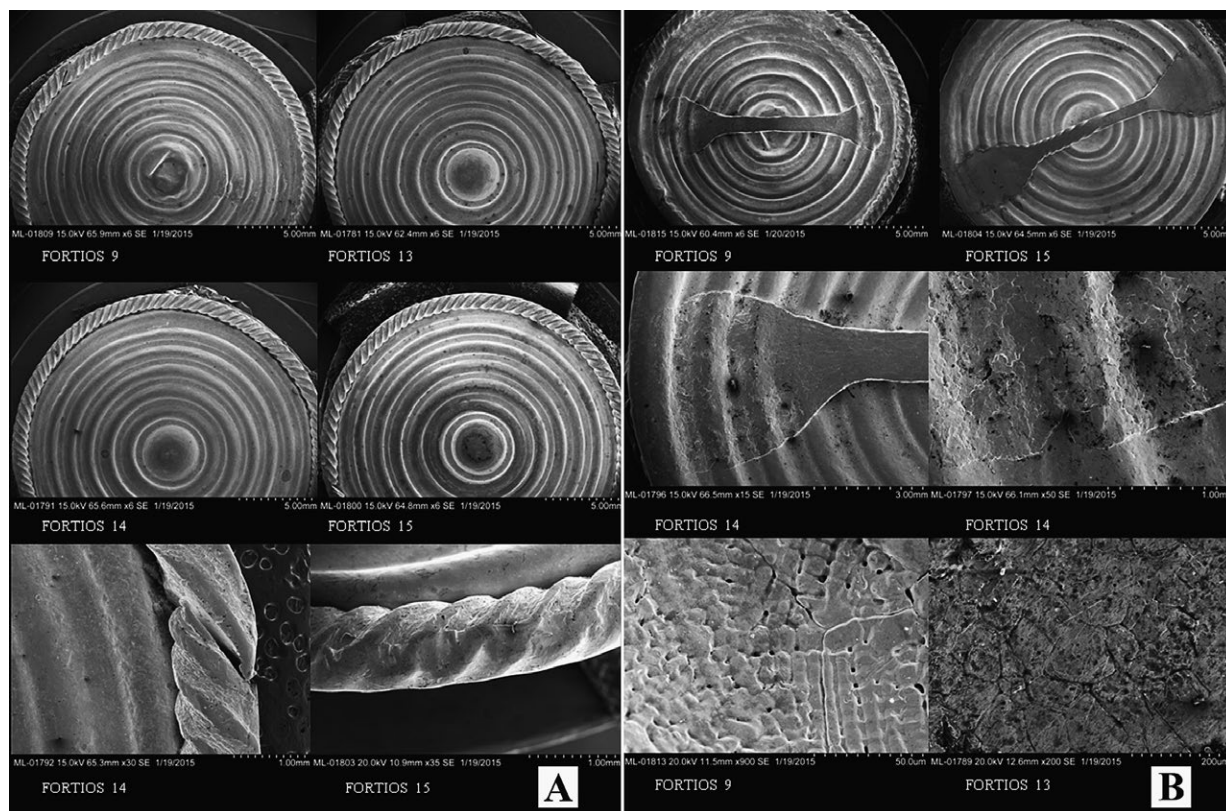 ML-01809 15.0kV 65.9mm x6 SE 1/19/2015 5.00mm
FORTIOS 9
ML-01781 15.0kV 62.4mm x6 SE 1/19/2015 5.00mm
FORTIOS 13
ML-01791 15.0kV 65.6mm x6 SE 1/19/2015 5.00mm
FORTIOS 14
ML-01800 15.0kV 64.8mm x6 SE 1/19/2015 5.00mm
FORTIOS 15
ML-01792 15.0kV 65.3mm x30 SE 1/19/2015 1.00mm
FORTIOS 14
ML-01803 20.0kV 10.9mm x35 SE 1/19/2015 1.00mm
FORTIOS 15
A
ML-01815 15.0kV 60.4mm x6 SE 1/20/2015 5.00mm
FORTIOS 9
ML-01804 15.0kV 64.5mm x6 SE 1/19/2015 5.00m
FORTIOS 15
ML-01796 15.0kV 66.5mm x15 SE 1/19/2015 3.00mm
FORTIOS 14
ML-01797 15.0kV 66.1mm x50 SE 1/19/2015 1.00m
FORTIOS 14
ML-01813 20.0kV 11.5mm x900 SE 1/19/2015 50.0um
FORTIOS 9
ML-01789 20.0kV 12.6mm x200 SE 1/19/2015 200u
FORTIOS 13
B